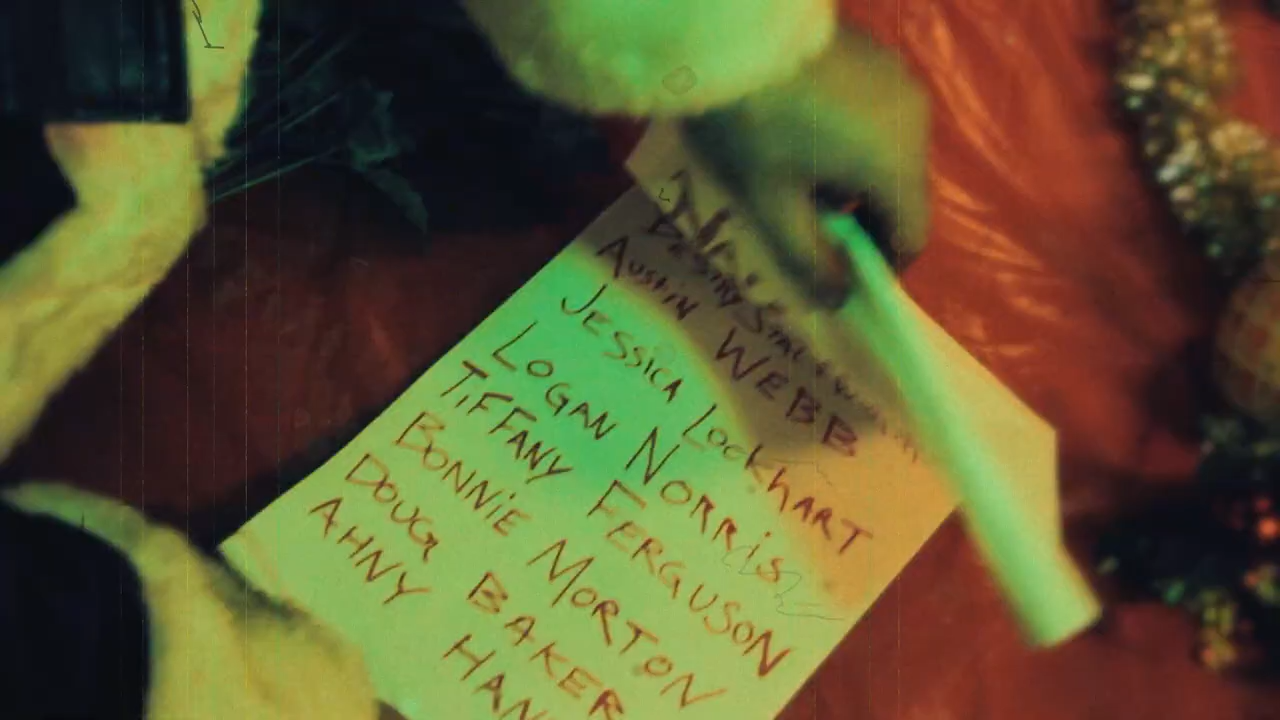 AUSTIN WEBB
JESSICA LOCKHART
LOGAN NORRIS
TIFFANY FERGUSON
BONNIE MORTON
DOUG BAKER
AHNY